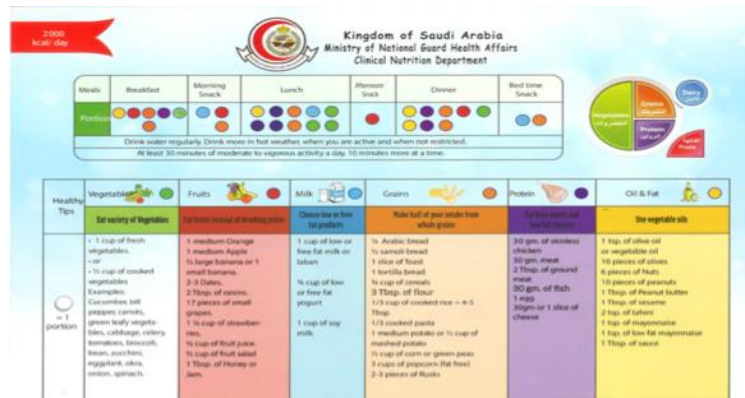 2000
kcal/ day
Kingdom of Saudi Arabia
Ministry of National Guard Health Affairs
Clinical Nutrition Department
Meals
Breakfast
Morning
Snack
Lunch
Afternoon
Snack
Dinner
Bed time
Snack
Portion
Drink water regularly. Drink more in hot weather, when you are active and when not restricted.
At least 30 minutes of moderate to vigorous activity a day, 10 minutes more at a time.
Vegetables
الخضروات
Grains
النشويات
Protein
البروتين
Dairy
Fruits
الفواكه
Healthy
Tips
= 1
portion
Vegetable
Eat variety of Vegetables
- 1 cup of fresh
vegetables.
- or
- ½ cup of cooked
vegetables
Examples:
Cucumber, bell
pepper, carrots,
green leafy vegeta-
bles, cabbage, celery,
tomatoes, broccoli,
bean, zucchini,
eggplant, okra,
onion, spinach.
Fruits
Eat fruits instead of drinking juices
1 medium Orange
1 medium Apple
½ large banana or 1
small banana.
2-3 Dates.
2 Tbsp. of raisins.
17 pieces of small
grapes.
1 ¼ cup of strawber-
ries.
½ cup of fruit juice.
½ cup of fruit salad
1 Tbsp. of Honey or
Jam.
Milk
Choose low or free
fat products
1 cup of low or
free fat milk or
laban
¾ cup of low
or free fat
yogurt
1 cup of soy
milk
Grains
Make half of your intake from
whole grains
¼ Arabic bread
½ samoli bread
1 slice of Toast
1 tortilla bread
¾ cup of cereals
3 Tbsp. of flour
1/3 cup of cooked rice = 4-5
Tbsp
1/3 cooked pasta
1 medium potato or ½ cup of
mashed potato
½ cup of corn or green peas
3 cups of popcorn (fat free)
2-3 pieces of Rusks
Protein
30 gm. of skinless
chicken
30 gm. meat
2 Tbsp. of ground
meat
30 gm. of fish
1 egg
30gm or 1 slice of
cheese
Oil & Fat
Use vegetable oils
1 tsp. of olive oil
or vegetable oil
10 pieces of olives
6 pieces of Nuts
10 pieces of peanuts
1 Tbsp. of Peanut butter
1 Tbsp. of sesame
2 tsp. of tahini
1 tsp. of mayonnaise
1 tbsp. of low fat mayonnaise
1 Tbsp. of sauce